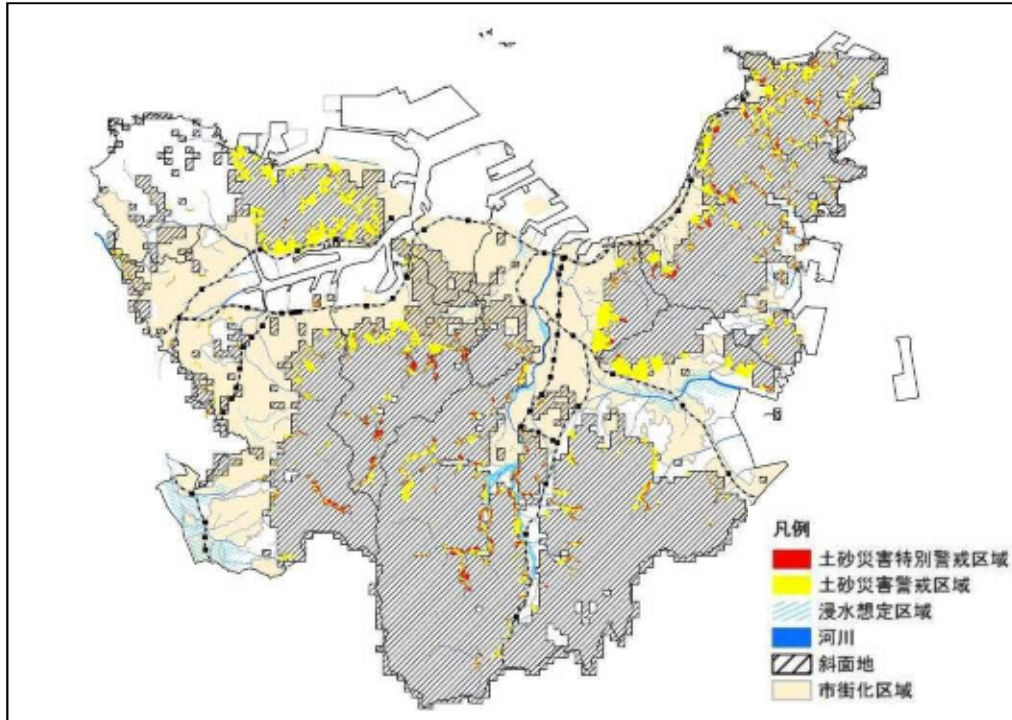 凡例
土砂災害特別警戒区域
土砂災害警戒区域
浸水想定区域
河川
斜面地
市街化区域